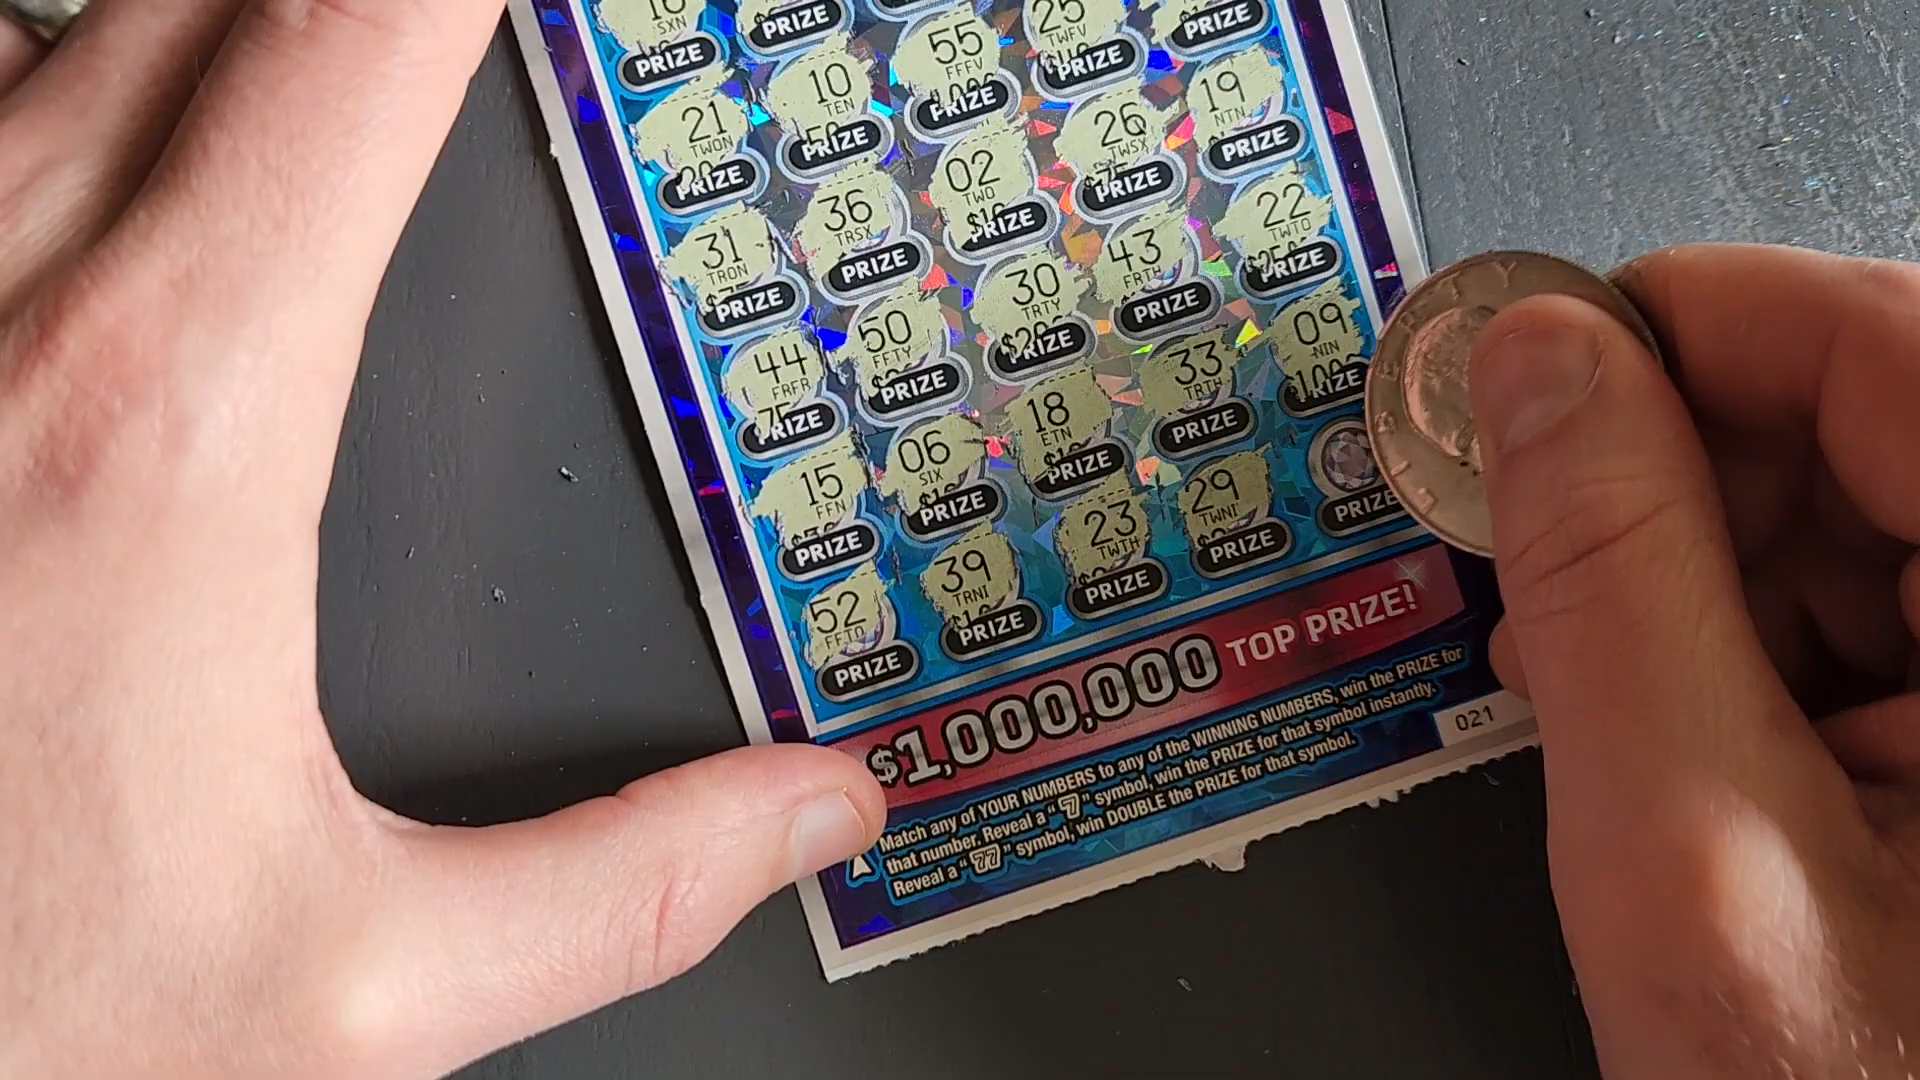 16 25
SXN TWFV
PRIZE PRIZE PRIZE PRIZE
21 10 55 26 19
TWON TEN FFFV TWSX NTN
PRIZE PRIZE PRIZE PRIZE PRIZE
31 36 02 43 22
TRON TRSX TWO FRTH TWTO
PRIZE PRIZE PRIZE PRIZE PRIZE
44 50 30 33 09
FRFR FFTY TRTY TRTH NIN
PRIZE PRIZE PRIZE PRIZE PRIZE
15 06 18 29
FFN SIX ETN TWNI
PRIZE PRIZE PRIZE PRIZE PRIZE
52 39 23
FFTO TRNI TWTH
PRIZE PRIZE PRIZE
$1,000,000 TOP PRIZE!
Match any of YOUR NUMBERS to any of the WINNING NUMBERS, win the PRIZE for
that number. Reveal a "7" symbol, win the PRIZE for that symbol instantly.
Reveal a "77" symbol, win DOUBLE the PRIZE for that symbol.
021
LIBERTY